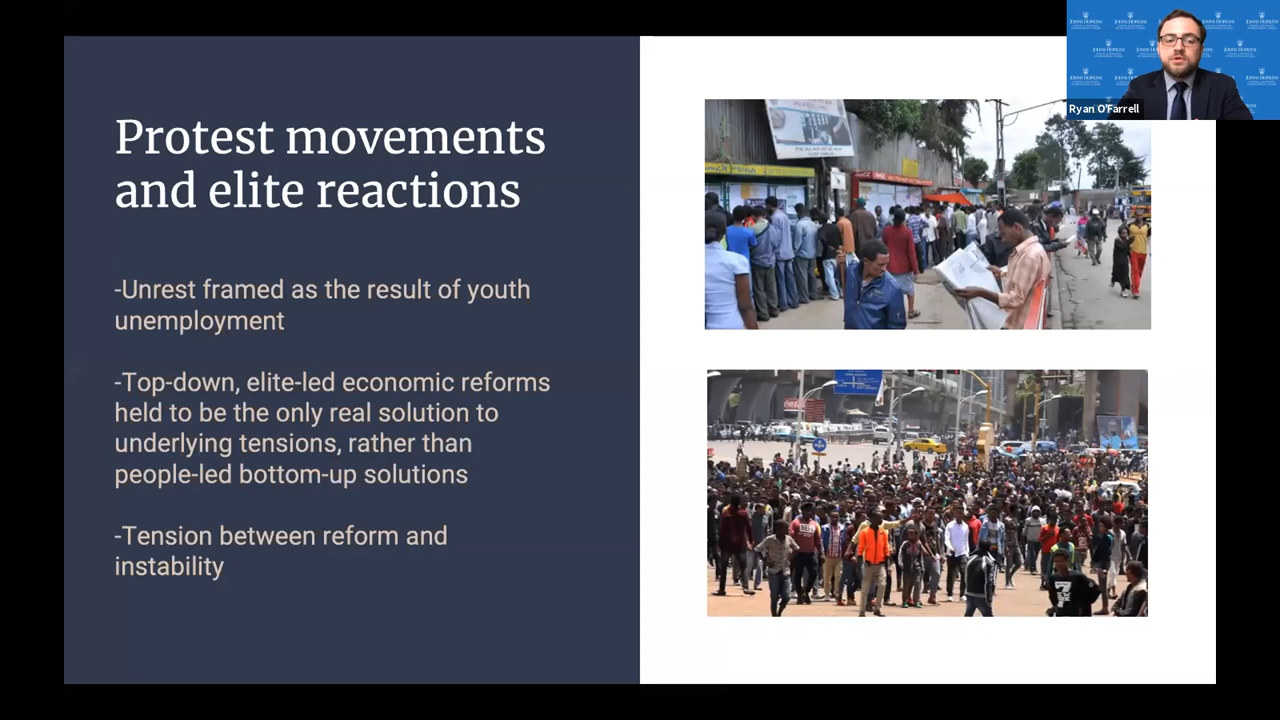 JOHNS HOPKINS
Ryan O'Farrell
Protest movements
and elite reactions
-Unrest framed as the result of youth
unemployment
-Top-down, elite-led economic reforms
held to be the only real solution to
underlying tensions, rather than
people-led bottom-up solutions
-Tension between reform and
instability